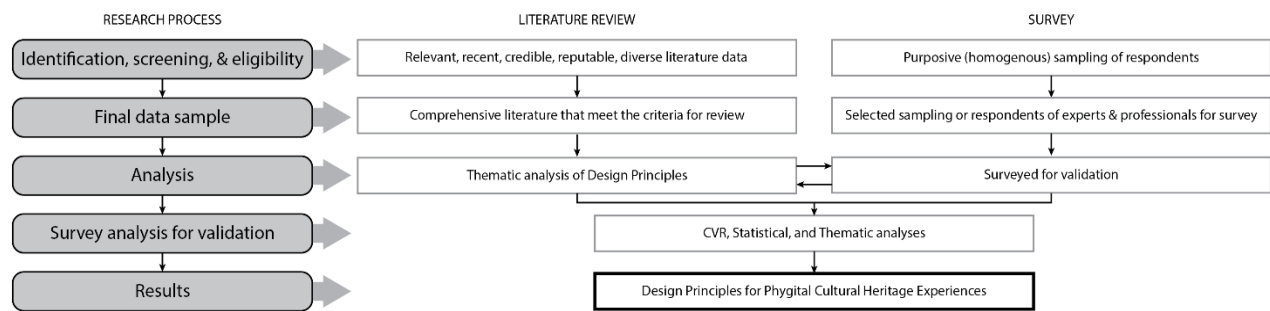 RESEARCH PROCESS
LITERATURE REVIEW
SURVEY
Identification, screening, & eligibility
Relevant, recent, credible, reputable, diverse literature data
Purposive (homogenous) sampling of respondents
Final data sample
Comprehensive literature that meet the criteria for review
Selected sampling or respondents of experts & professionals for survey
Analysis
Thematic analysis of Design Principles
Surveyed for validation
Survey analysis for validation
CVR, Statistical, and Thematic analyses
Results
Design Principles for Phygital Cultural Heritage Experiences